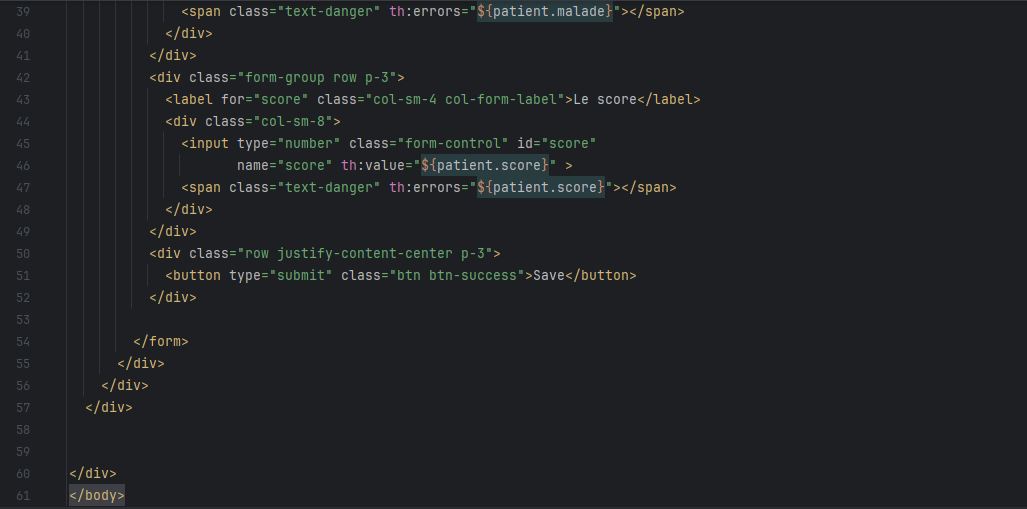 39 <span class="text-danger" th:errors="${patient.malade}"></span>
40 </div>
41 </div>
42 <div class="form-group row p-3">
43 <label for="score" class="col-sm-4 col-form-label">Le score</label>
44 <div class="col-sm-8">
45 <input type="number" class="form-control" id="score"
46 name="score" th:value="${patient.score}" >
47 <span class="text-danger" th:errors="${patient.score}"></span>
48 </div>
49 </div>
50 <div class="row justify-content-center p-3">
51 <button type="submit" class="btn btn-success">Save</button>
52 </div>
53
54 </form>
55 </div>
56 </div>
57 </div>
58
59
60 </div>
61 </body>